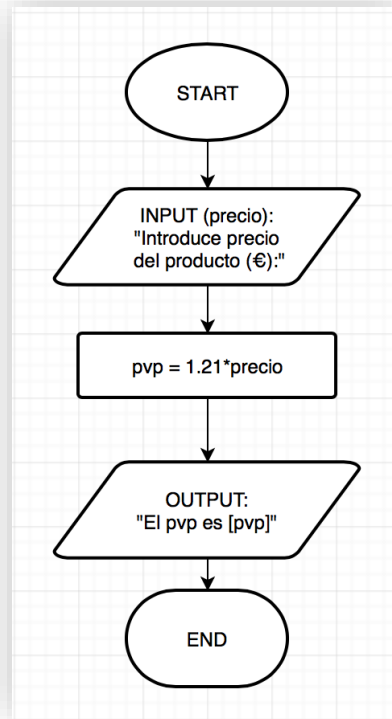 START
INPUT (precio):
"Introduce precio
del producto (€):"
pvp = 1.21*precio
OUTPUT:
"El pvp es [pvp]"
END